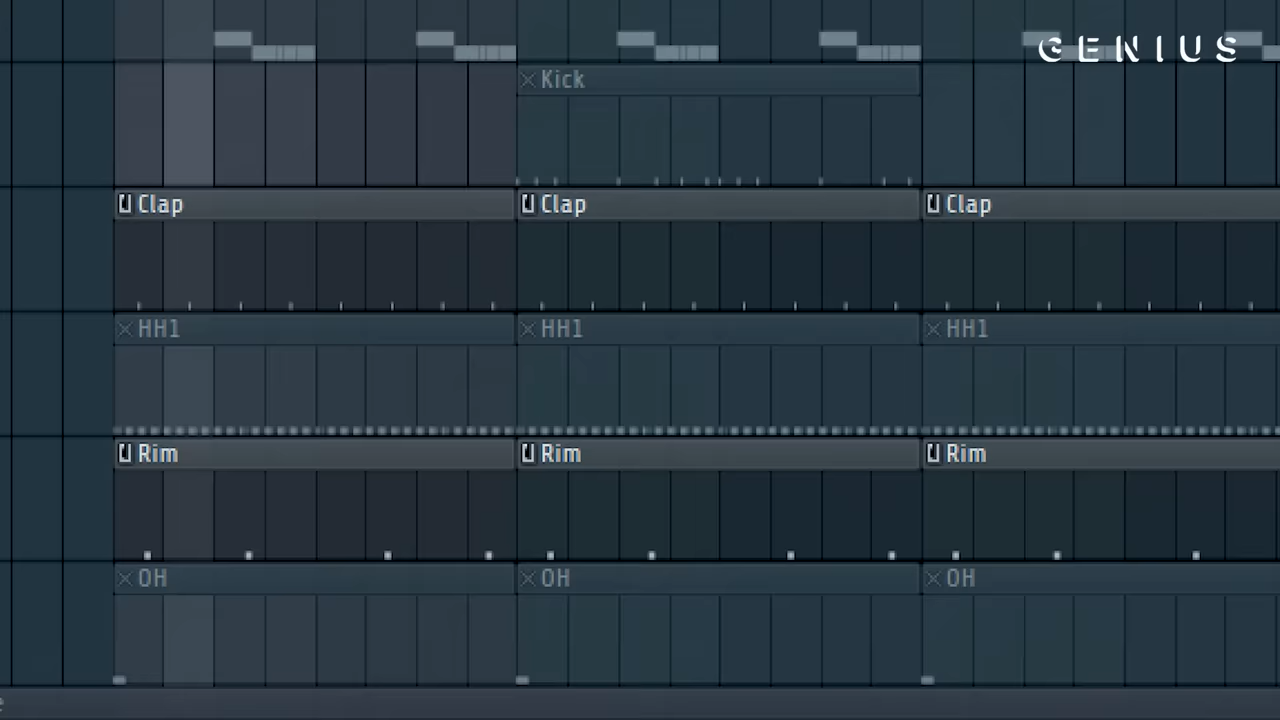 GENIUS
Kick
Clap Clap Clap
HH1 HH1 HH1
Rim Rim Rim
OH OH OH